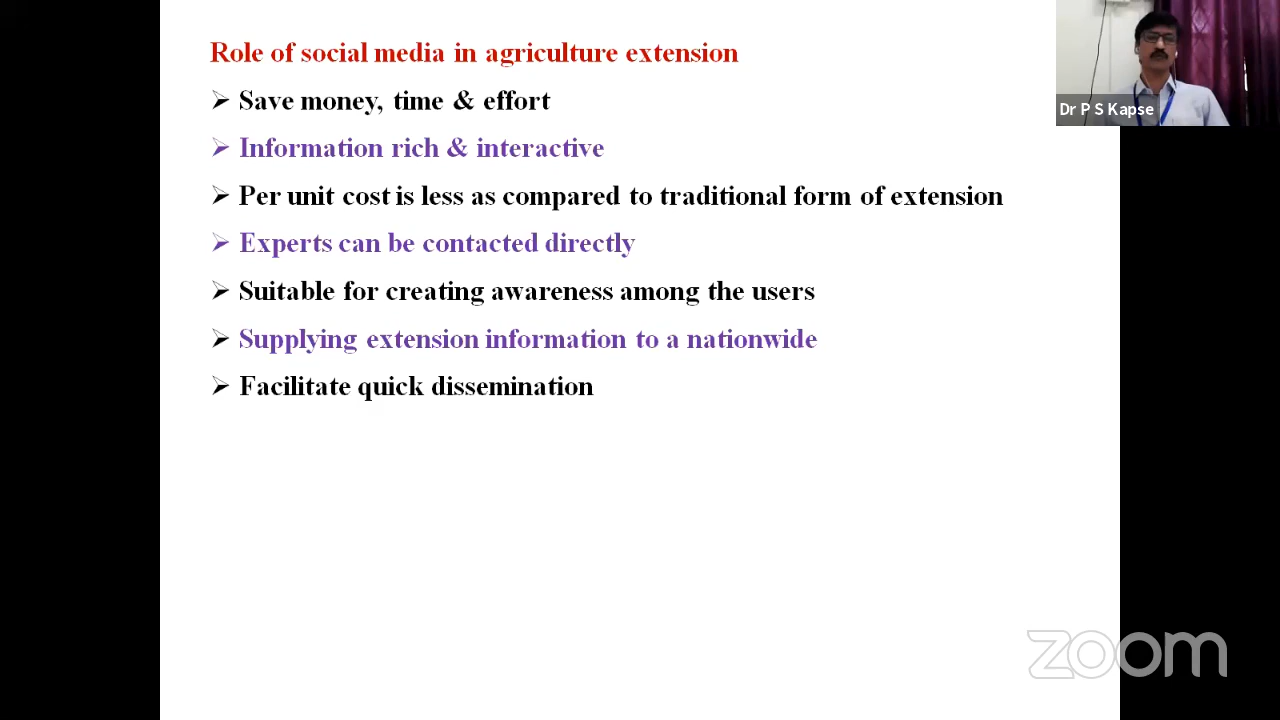 Role of social media in agriculture extension
➢ Save money, time & effort
➢ Information rich & interactive
➢ Per unit cost is less as compared to traditional form of extension
➢ Experts can be contacted directly
➢ Suitable for creating awareness among the users
➢ Supplying extension information to a nationwide
➢ Facilitate quick dissemination
Dr P S Kapse
zoom